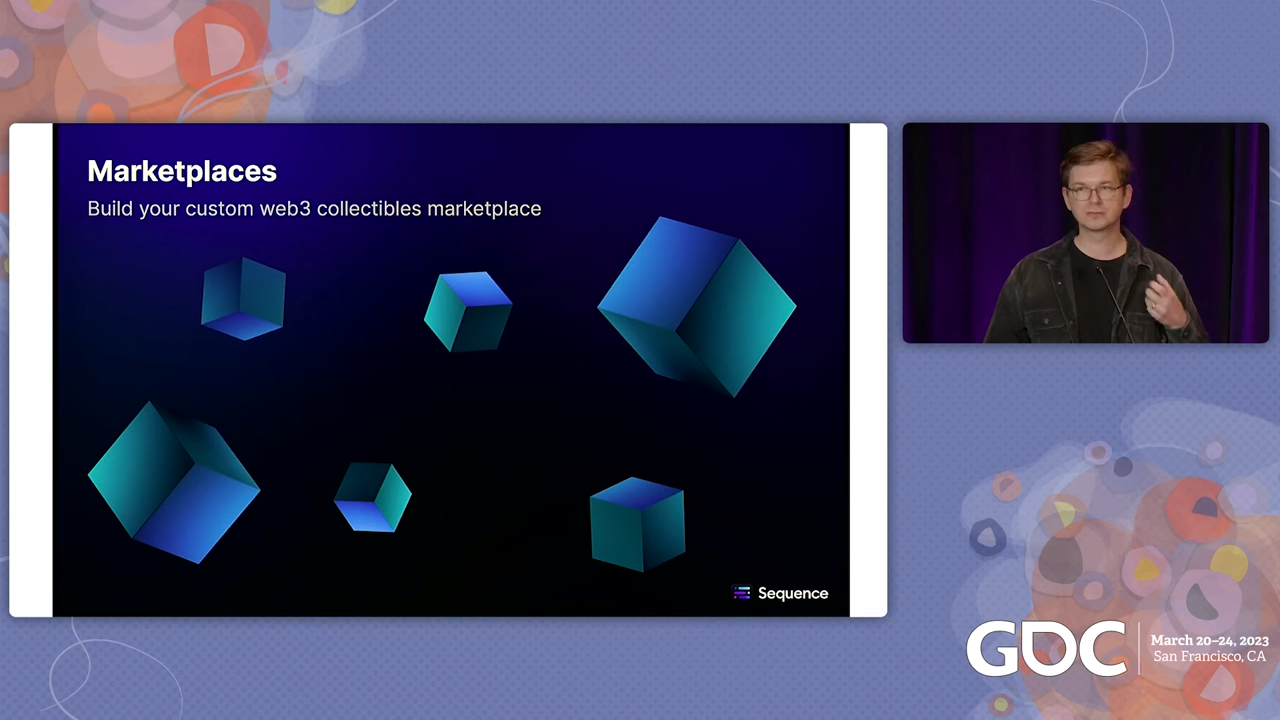 Marketplaces
Build your custom web3 collectibles marketplace
Sequence
GDC
March 20–24, 2023
San Francisco, CA